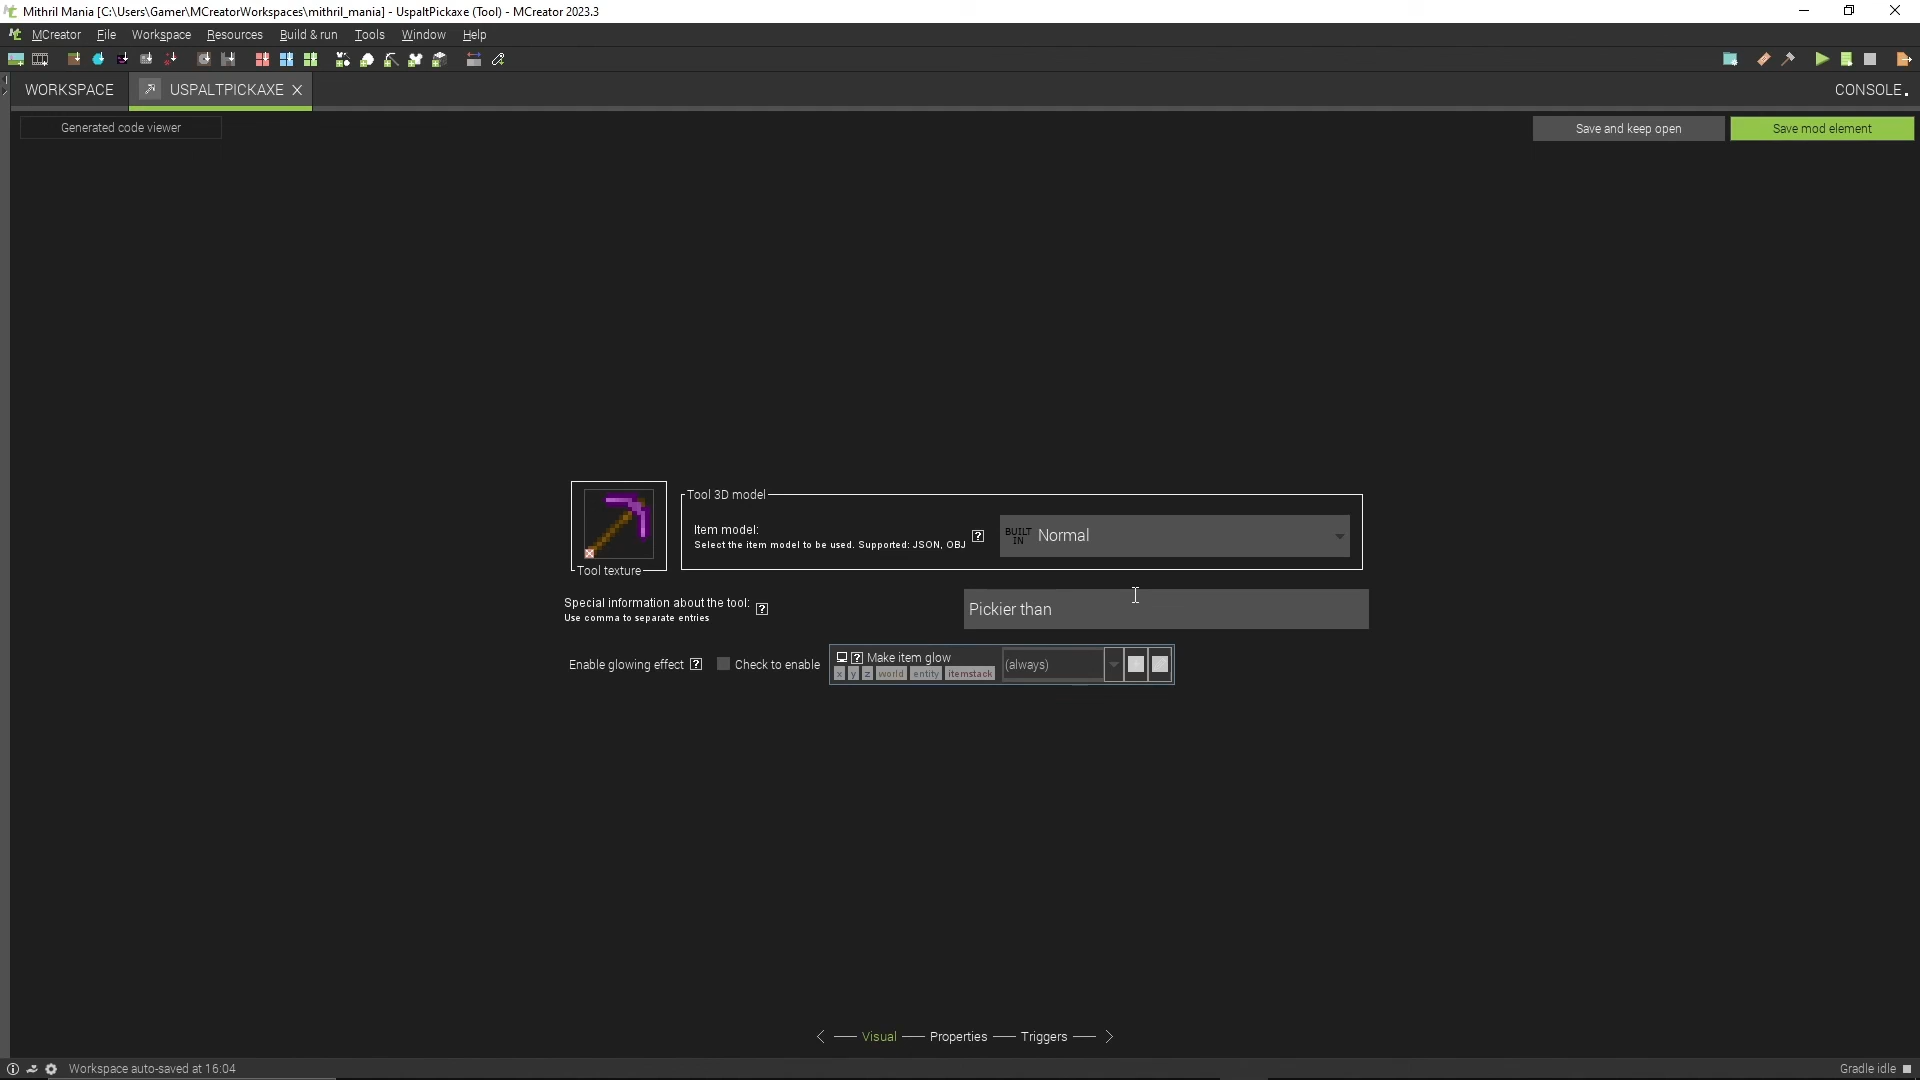 Mithril Mania [C:\Users\Gamer\MCreatorWorkspaces\mithril_mania] - UspaltPickaxe (Tool) - MCreator 2023.3
MCreator File Workspace Resources Build & run Tools Window Help
WORKSPACE USPALTPICKAXE CONSOLE
Generated code viewer Save and keep open Save mod element
Tool 3D model
Item model:
Select the item model to be used. Supported: JSON, OBJ ? BUILT IN Normal
Tool texture
Special information about the tool: ? Pickier than
Use comma to separate entries
Enable glowing effect ? Check to enable ? Make item glow (always)
x y z world entity itemstack
Visual Properties Triggers
Workspace auto-saved at 16:04 Gradle idle